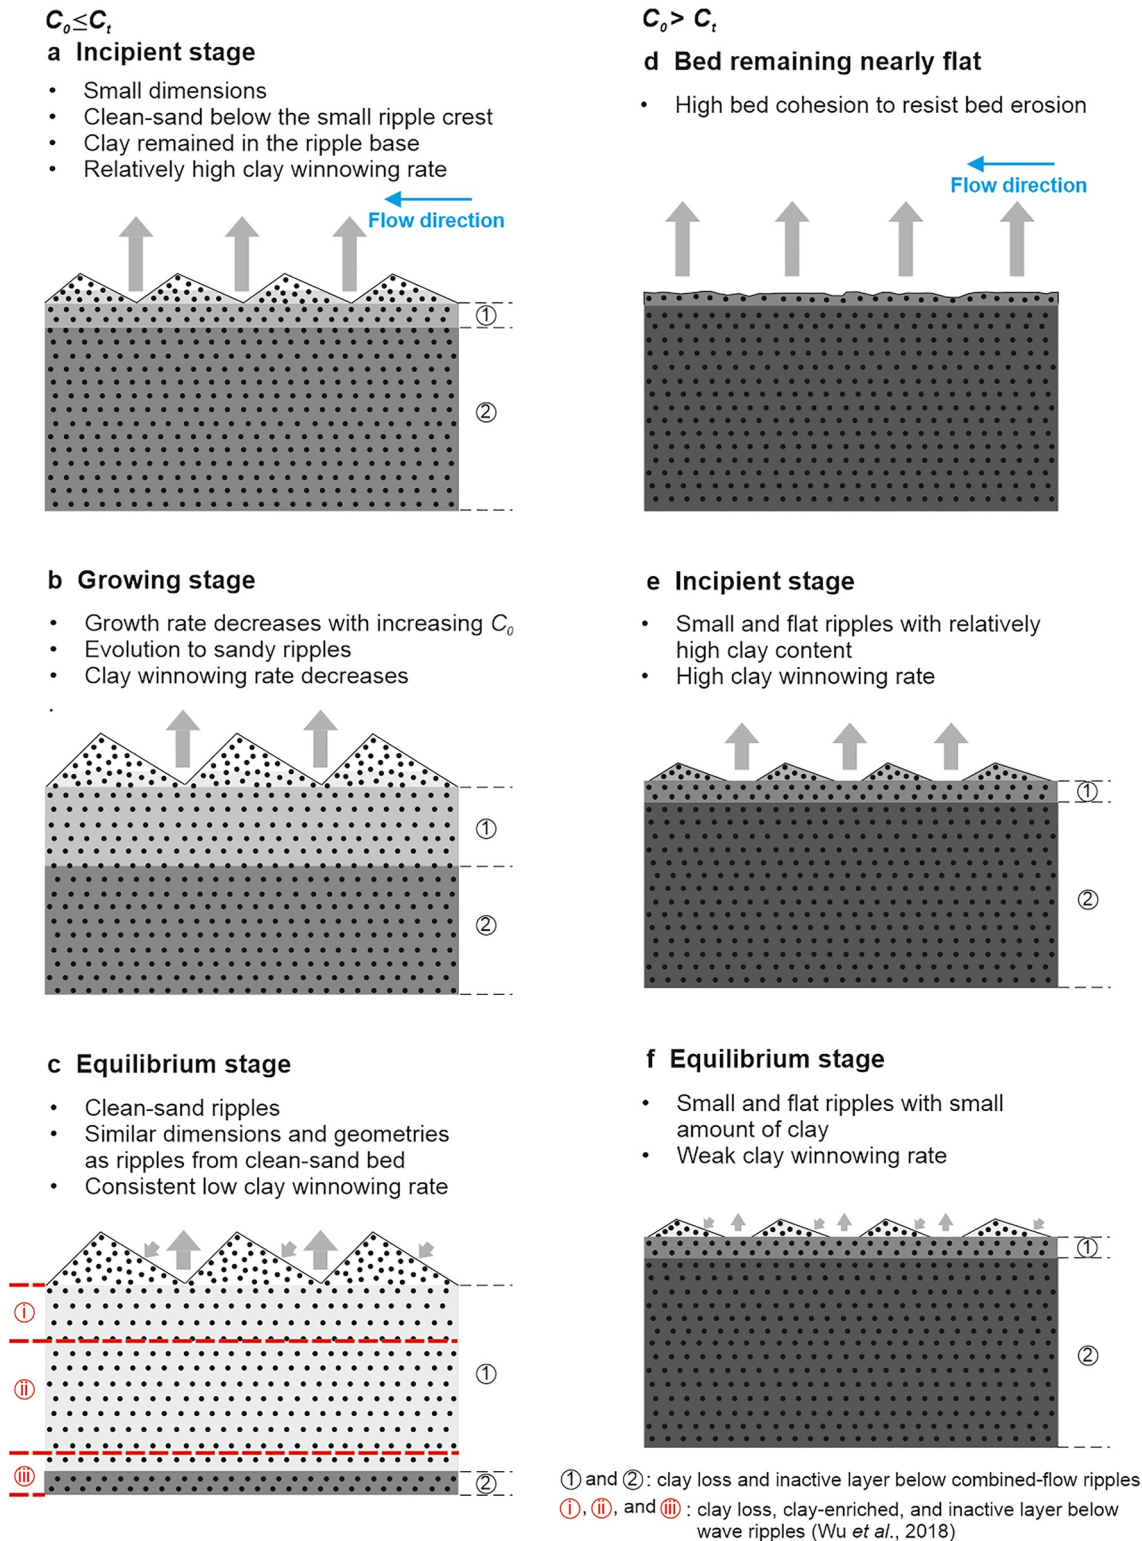 C₀≤Cₜ
a Incipient stage
• Small dimensions
• Clean-sand below the small ripple crest
• Clay remained in the ripple base
• Relatively high clay winnowing rate
Flow direction
①
②
b Growing stage
• Growth rate decreases with increasing C₀
• Evolution to sandy ripples
• Clay winnowing rate decreases
.
①
②
c Equilibrium stage
• Clean-sand ripples
• Similar dimensions and geometries
as ripples from clean-sand bed
• Consistent low clay winnowing rate
ⓘ
①
ii
iii
②
C₀> Cₜ
d Bed remaining nearly flat
• High bed cohesion to resist bed erosion
Flow direction
e Incipient stage
• Small and flat ripples with relatively
high clay content
• High clay winnowing rate
①
②
f Equilibrium stage
• Small and flat ripples with small
amount of clay
• Weak clay winnowing rate
①
②
① and ② : clay loss and inactive layer below combined-flow ripples
ⓘ, ii, and iii : clay loss, clay-enriched, and inactive layer below
wave ripples (Wu et al., 2018)